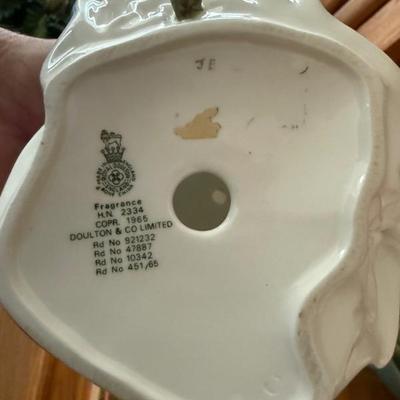 JE
Fragrance
H.N. 2334
COPR. 1965
DOULTON & CO LIMITED
Rd No 921232
Rd No 47887
Rd No 10342
Rd No 451/65